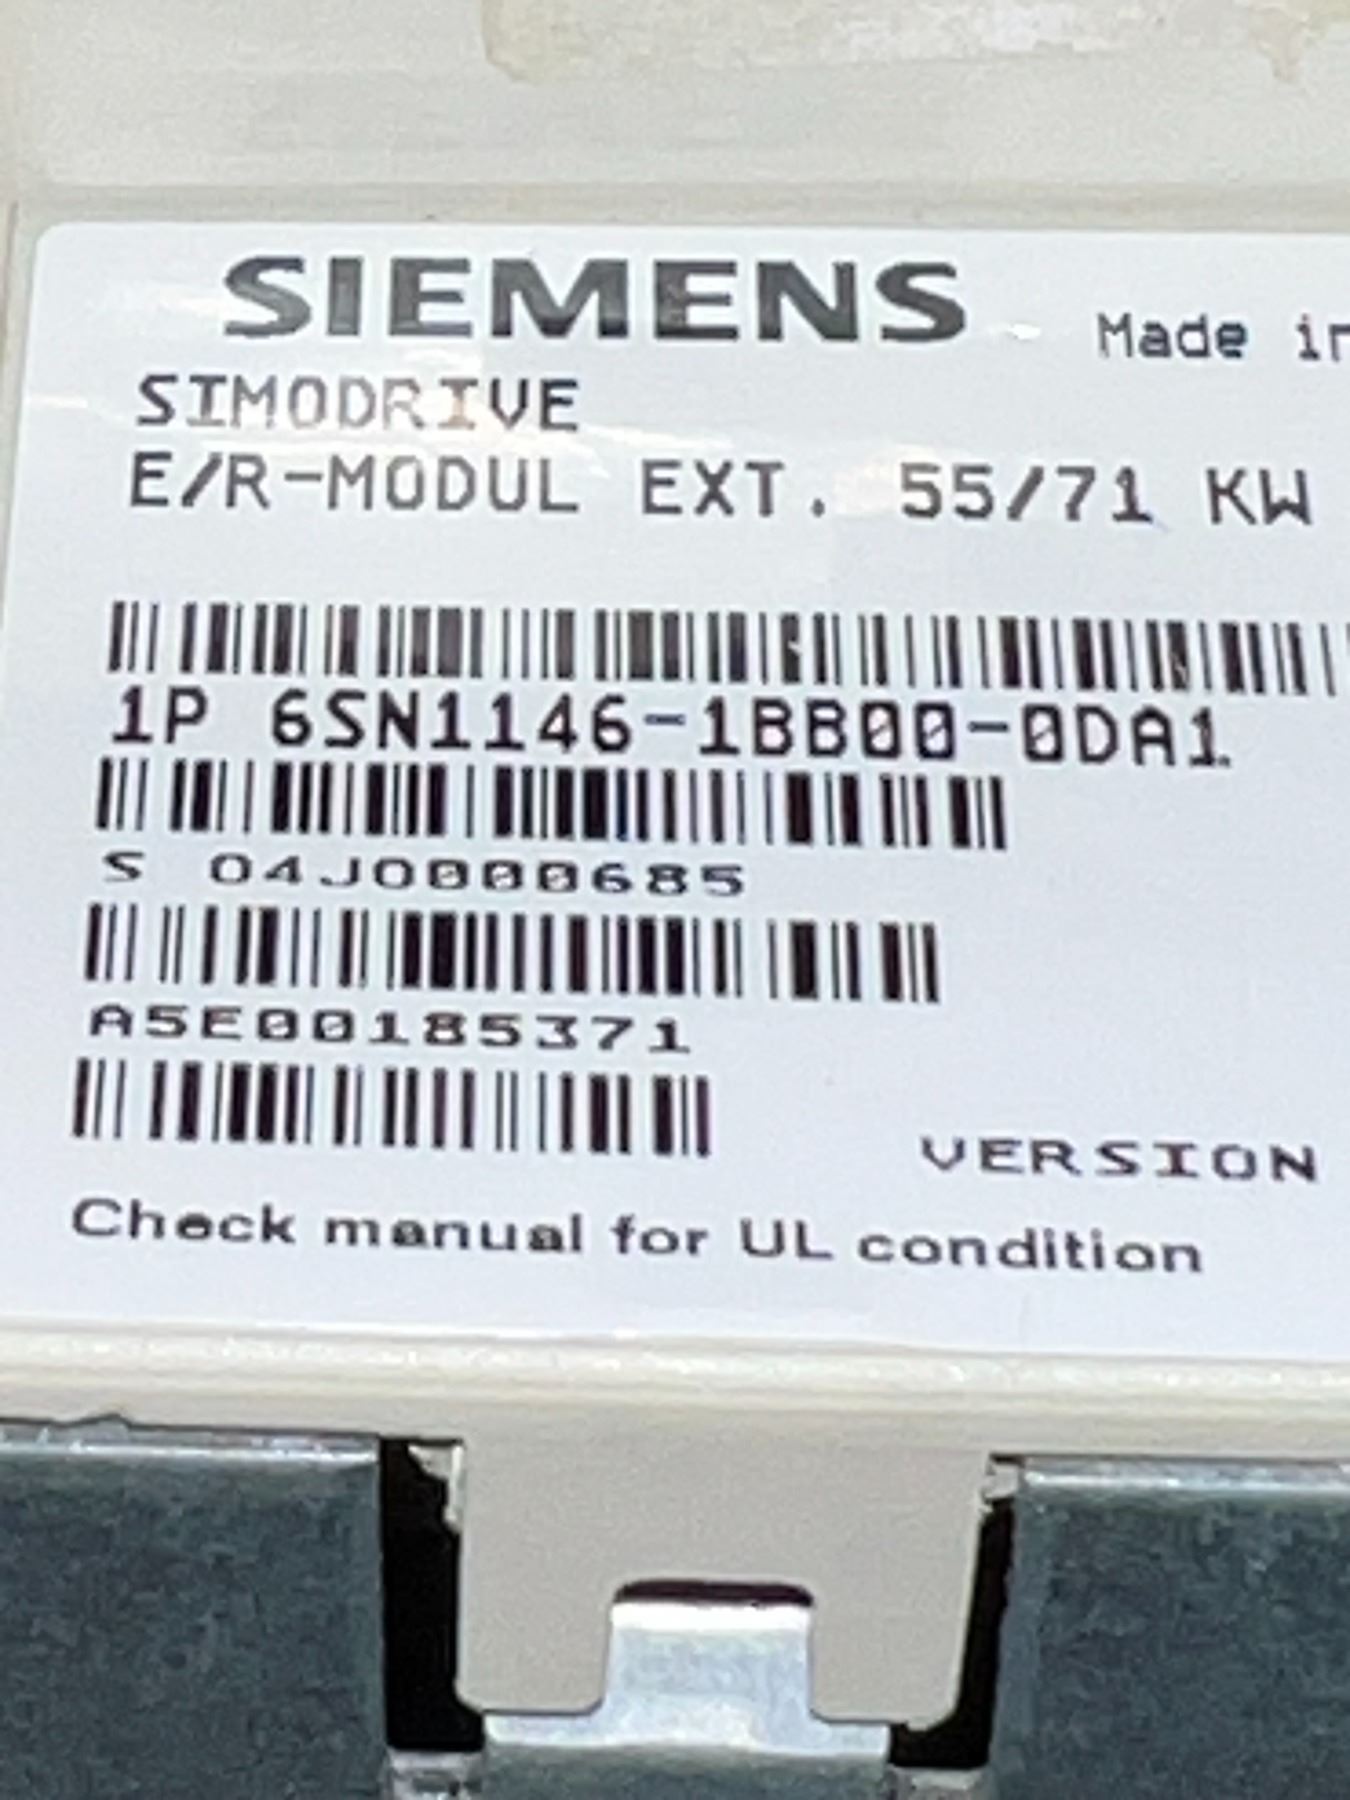 SIEMENS Made in
SIMODRIVE
E/R-MODUL EXT. 55/71 KW
1P 6SN1146-1BB00-0DA1
S 04J0000685
A5E00185371
VERSION
Check manual for UL condition